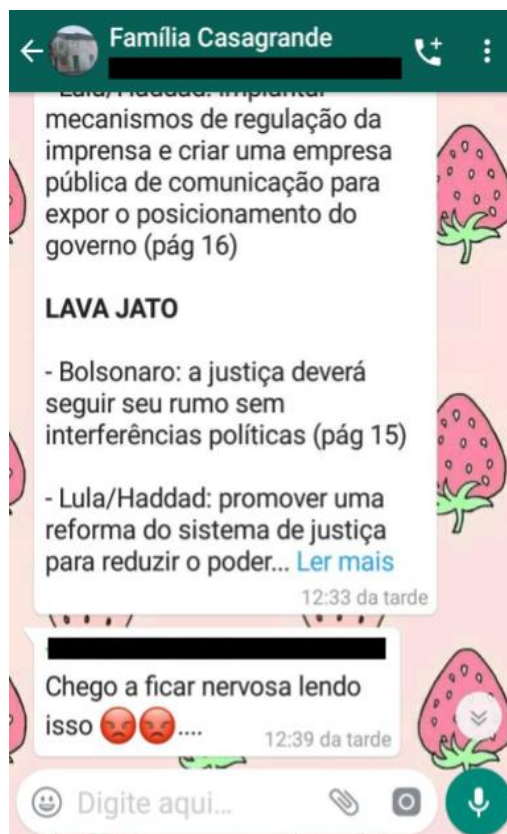 Família Casagrande
- Lula/Haddad: implantar
mecanismos de regulação da
imprensa e criar uma empresa
pública de comunicação para
expor o posicionamento do
governo (pág 16)
LAVA JATO
- Bolsonaro: a justiça deverá
seguir seu rumo sem
interferências políticas (pág 15)
- Lula/Haddad: promover uma
reforma do sistema de justiça
para reduzir o poder... Ler mais
12:33 da tarde
Chego a ficar nervosa lendo
isso 😡😡....
12:39 da tarde
Digite aqui...